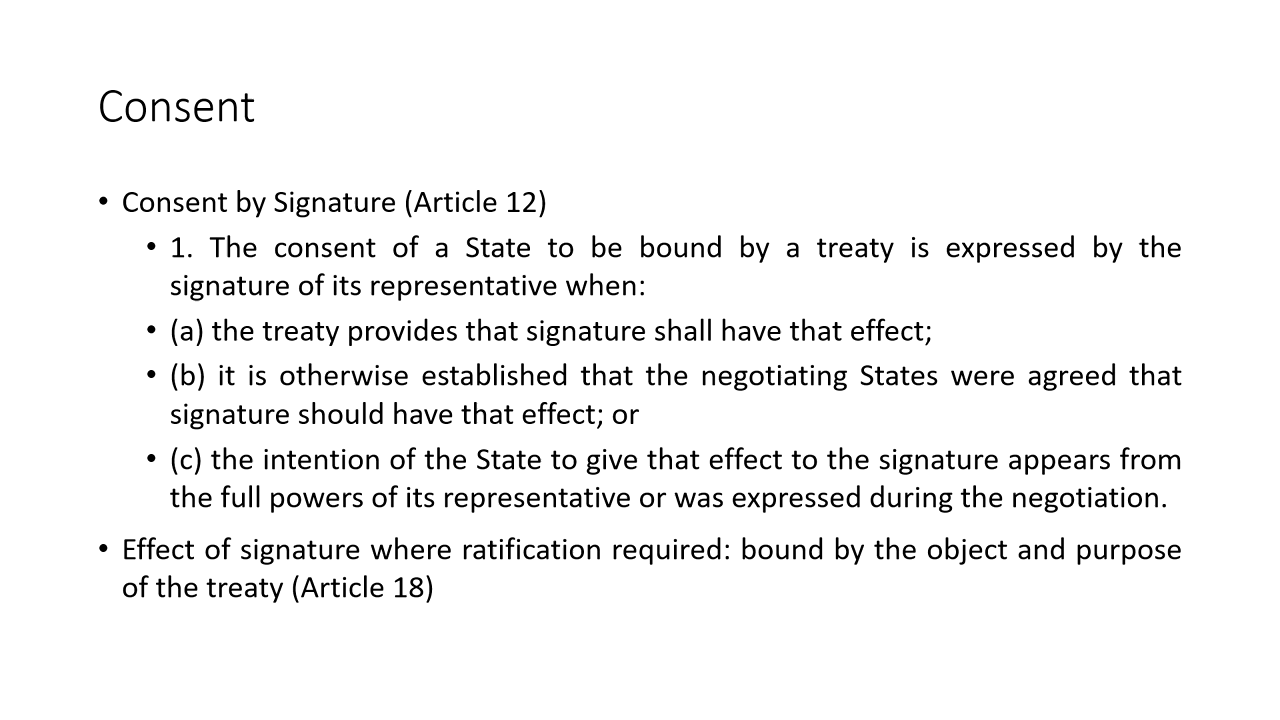 Consent
• Consent by Signature (Article 12)
• 1. The consent of a State to be bound by a treaty is expressed by the
signature of its representative when:
• (a) the treaty provides that signature shall have that effect;
• (b) it is otherwise established that the negotiating States were agreed that
signature should have that effect; or
• (c) the intention of the State to give that effect to the signature appears from
the full powers of its representative or was expressed during the negotiation.
• Effect of signature where ratification required: bound by the object and purpose
of the treaty (Article 18)